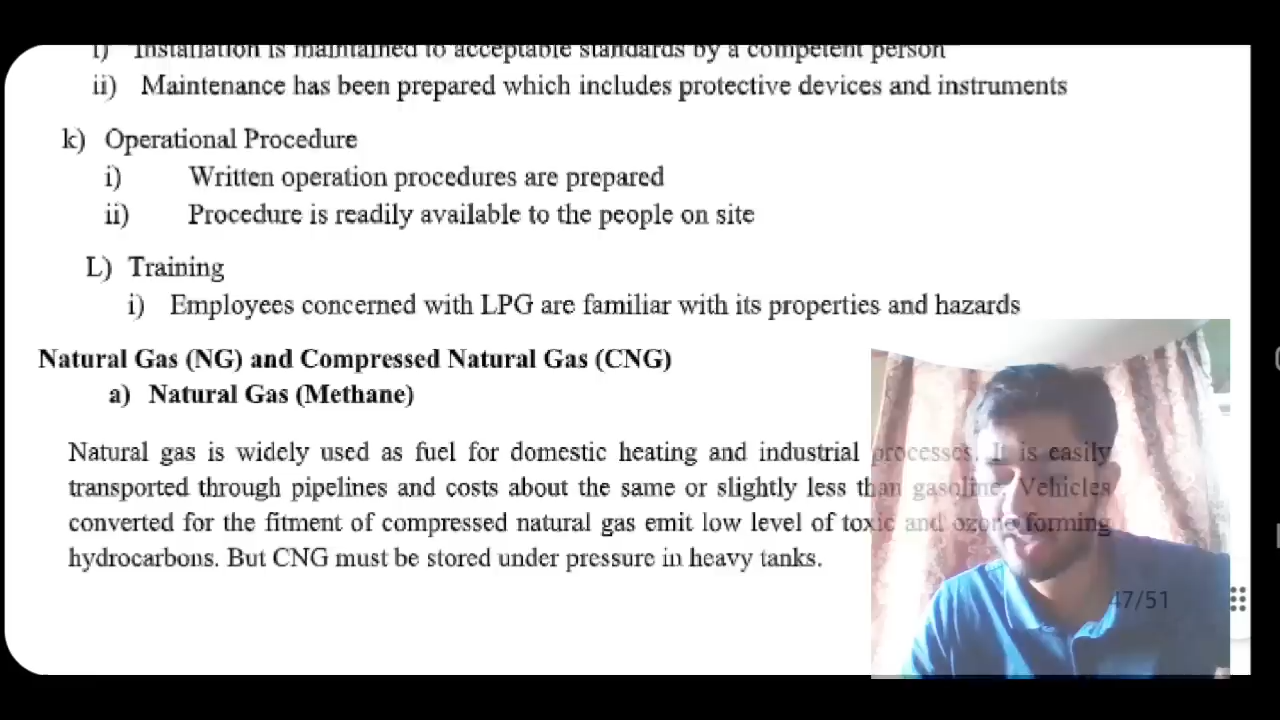 i) Installation is maintained to acceptable standards by a competent person
ii) Maintenance has been prepared which includes protective devices and instruments
k) Operational Procedure
i) Written operation procedures are prepared
ii) Procedure is readily available to the people on site
L) Training
i) Employees concerned with LPG are familiar with its properties and hazards
Natural Gas (NG) and Compressed Natural Gas (CNG)
a) Natural Gas (Methane)
Natural gas is widely used as fuel for domestic heating and industrial processes. It is easily
transported through pipelines and costs about the same or slightly less than gasoline. Vehicles
converted for the fitment of compressed natural gas emit low level of toxic and ozone forming
hydrocarbons. But CNG must be stored under pressure in heavy tanks.
47/51